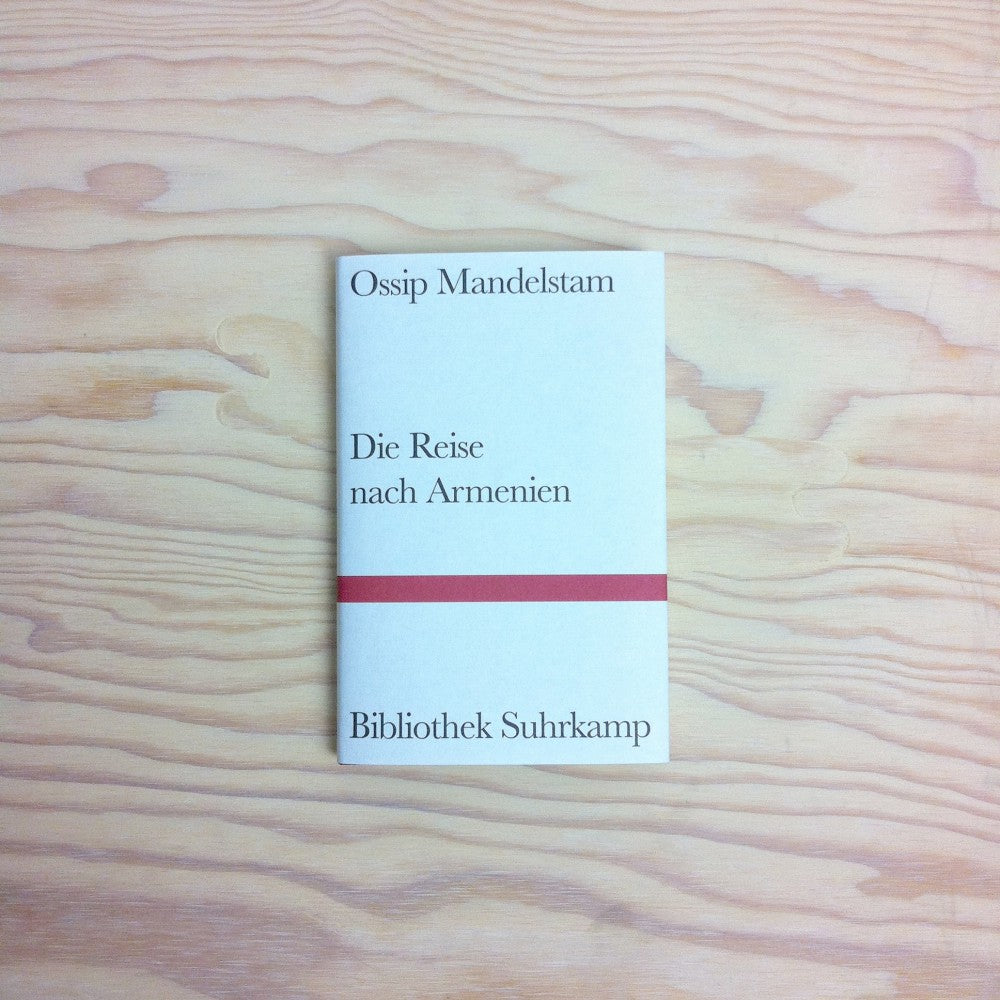 Ossip Mandelstam
Die Reise
nach Armenien
Bibliothek Suhrkamp